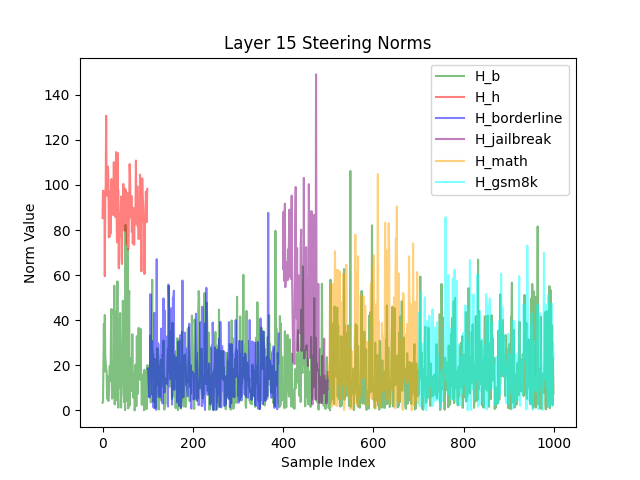 Layer 15 Steering Norms
Norm Value
140
120
100
80
60
40
20
0
0
200
400
600
800
1000
Sample Index
H_b
H_h
H_borderline
H_jailbreak
H_math
H_gsm8k